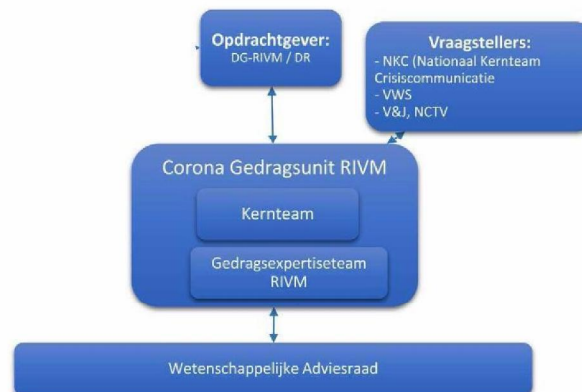 Opdrachtgever:
DG-RIVM / DR
Vraagstellers:
- NKC (Nationaal Kernteam
Crisiscommunicatie
- VWS
- V&J, NCTV
Corona Gedragsunit RIVM
Kernteam
Gedragsexpertiseteam
RIVM
Wetenschappelijke Adviesraad